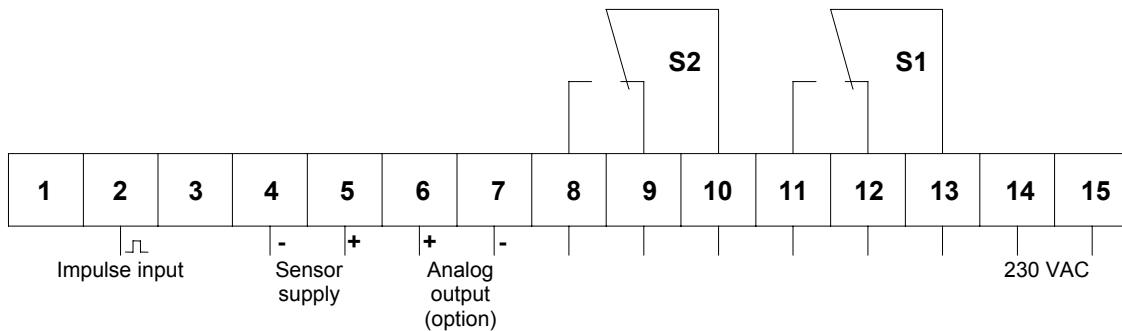 S2
S1
1 2 3 4 5 6 7 8 9 10 11 12 13 14 15
- + + -
Impulse input
Sensor
supply
Analog
output
(option)
230 VAC